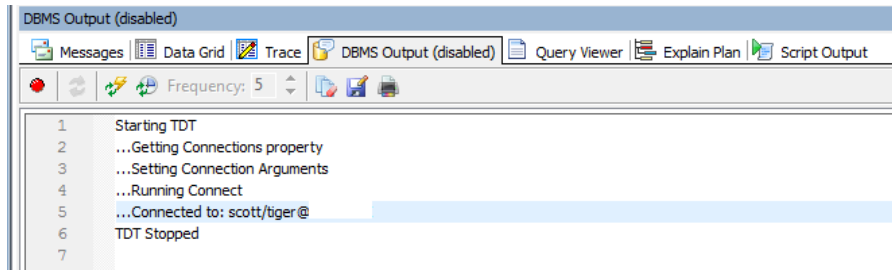 DBMS Output (disabled)
Messages Data Grid Trace DBMS Output (disabled) Query Viewer Explain Plan Script Output
Frequency: 5
1 Starting TDT
2 ...Getting Connections property
3 ...Setting Connection Arguments
4 ...Running Connect
5 ...Connected to: scott/tiger@
6 TDT Stopped
7